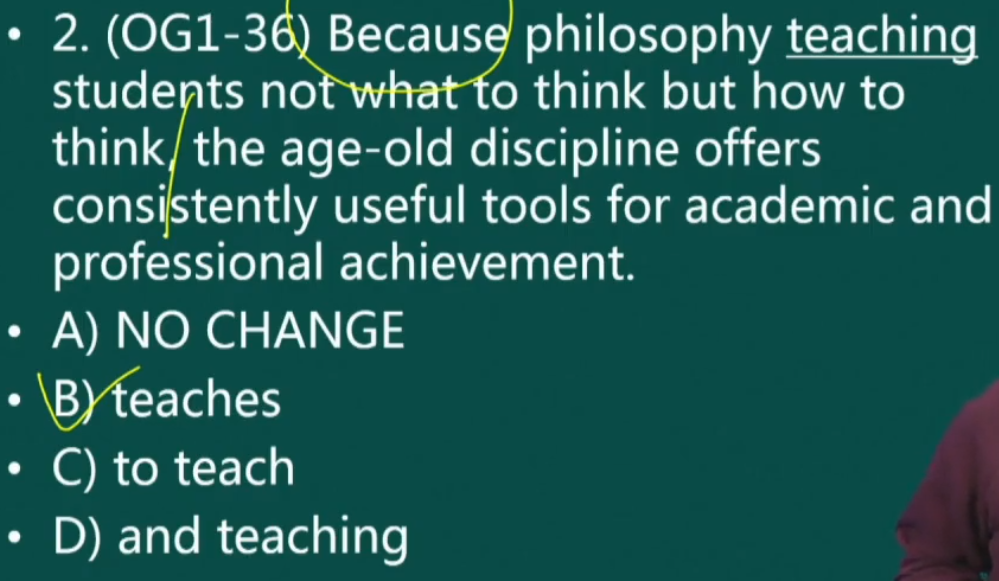 • 2. (OG1-36) Because philosophy teaching
students not what to think but how to
think, the age-old discipline offers
consistently useful tools for academic and
professional achievement.
• A) NO CHANGE
• B) teaches
• C) to teach
• D) and teaching